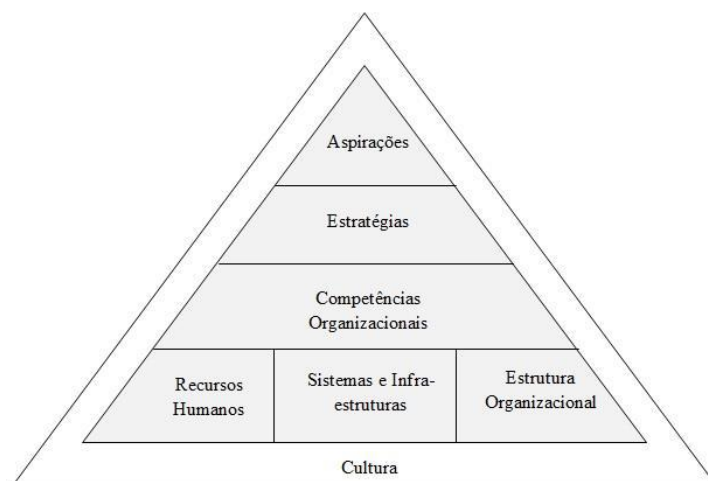 Aspirações
Estratégias
Competências
Organizacionais
Recursos
Humanos
Sistemas e Infra-
estruturas
Estrutura
Organizacional
Cultura